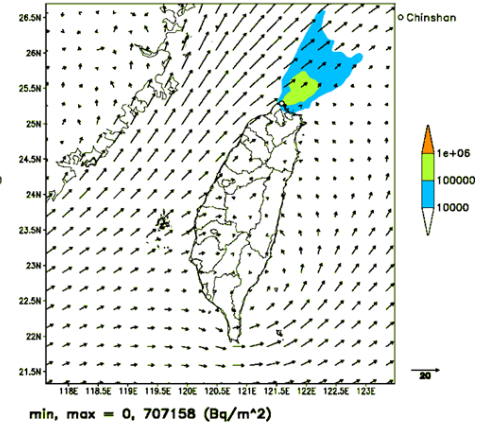 26.5N
Chinshan
26N
25.5N
25N
1e+06
24.5N
100000
24N
10000
23.5N
23N
22.5N
22N
21.5N
20
118E 118.5E 119E 119.5E 120E 120.5E 121E 121.5E 122E 122.5E 123E
min, max = 0, 707158 (Bq/m^2)